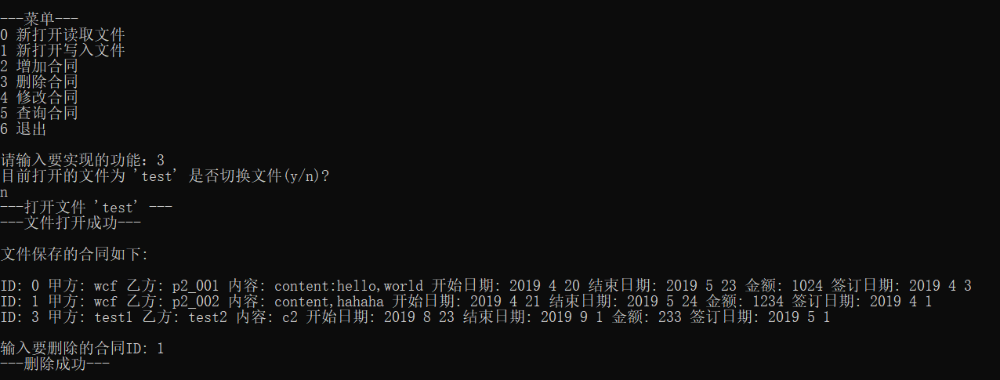 ---菜单---
0 新打开读取文件
1 新打开写入文件
2 增加合同
3 删除合同
4 修改合同
5 查询合同
6 退出
请输入要实现的功能: 3
目前打开的文件为 'test' 是否切换文件(y/n)?
n
---打开文件 'test' ---
---文件打开成功---
文件保存的合同如下:
ID: 0 甲方: wcf 乙方: p2_001 内容: content:hello,world 开始日期: 2019 4 20 结束日期: 2019 5 23 金额: 1024 签订日期: 2019 4 3
ID: 1 甲方: wcf 乙方: p2_002 内容: content,hahaha 开始日期: 2019 4 21 结束日期: 2019 5 24 金额: 1234 签订日期: 2019 4 1
ID: 3 甲方: test1 乙方: test2 内容: c2 开始日期: 2019 8 23 结束日期: 2019 9 1 金额: 233 签订日期: 2019 5 1
输入要删除的合同ID: 1
---删除成功---